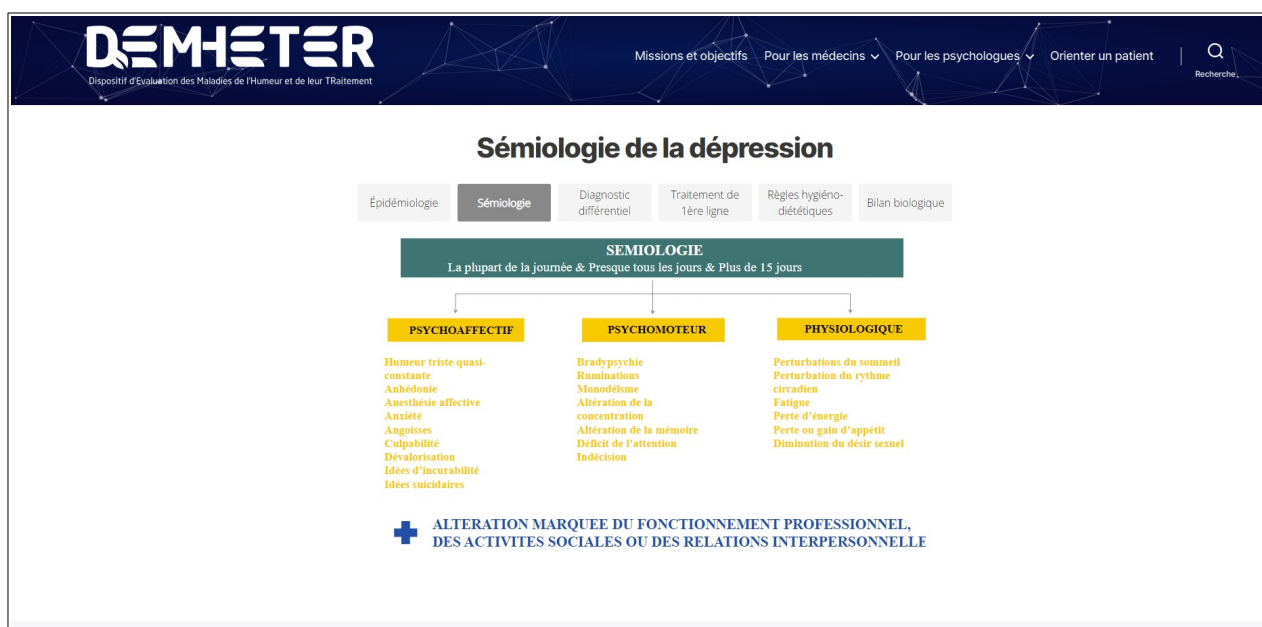 DEMHETER
Dispositif d'Evaluation des Maladies de l'Humeur et de leur TRaitement
Missions et objectifs
Pour les médecins
Pour les psychologues
Orienter un patient
Recherche
Sémiologie de la dépression
Épidémiologie
Sémiologie
Diagnostic
différentiel
Traitement de
1ère ligne
Règles hygiéno-
diététiques
Bilan biologique
SEMIOLOGIE
La plupart de la journée & Presque tous les jours & Plus de 15 jours
PSYCHOAFFECTIF
Humeur triste quasi-
constante
Anhédonie
Anesthésie affective
Anxiété
Angoisses
Culpabilité
Dévalorisation
Idées d'incurabilité
Idées suicidaires
PSYCHOMOTEUR
Bradypsychie
Ruminations
Monodéïsme
Altération de la
concentration
Altération de la mémoire
Déficit de l'attention
Indécision
PHYSIOLOGIQUE
Perturbations du sommeil
Perturbation du rythme
circadien
Fatigue
Perte d'énergie
Perte ou gain d'appétit
Diminution du désir sexuel
ALTERATION MARQUEE DU FONCTIONNEMENT PROFESSIONNEL,
DES ACTIVITES SOCIALES OU DES RELATIONS INTERPERSONNELLE